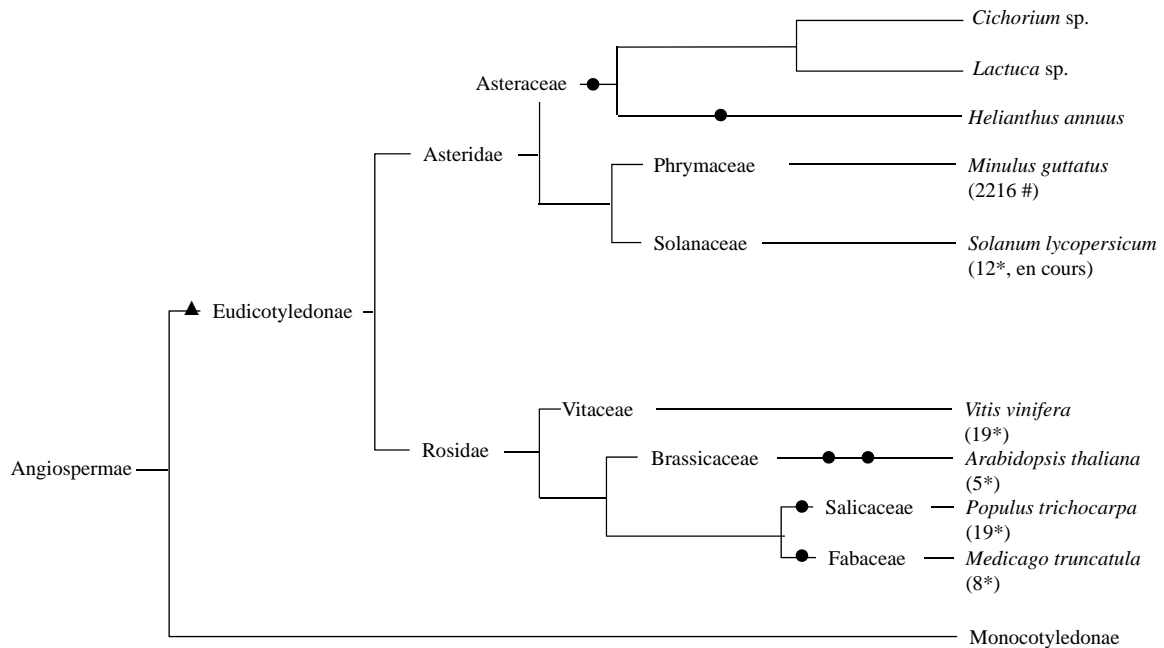 Cichorium sp.
Asteraceae
Lactuca sp.
Helianthus annuus
Asteridae
Phrymaceae
Minulus guttatus
(2216 #)
Solanaceae
Solanum lycopersicum
(12*, en cours)
Eudicotyledonae
Vitaceae
Vitis vinifera
(19*)
Rosidae
Brassicaceae
Arabidopsis thaliana
(5*)
Angiospermae
Salicaceae
Populus trichocarpa
(19*)
Fabaceae
Medicago truncatula
(8*)
Monocotyledonae